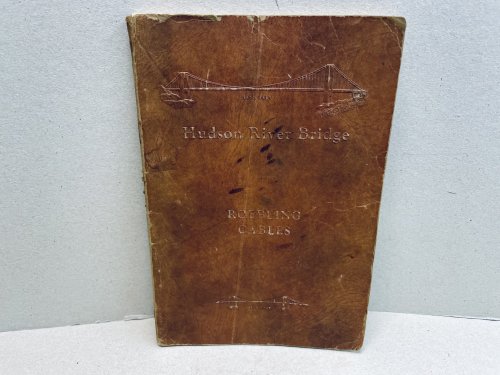 Hudson River Bridge
ROEBLING
CABLES